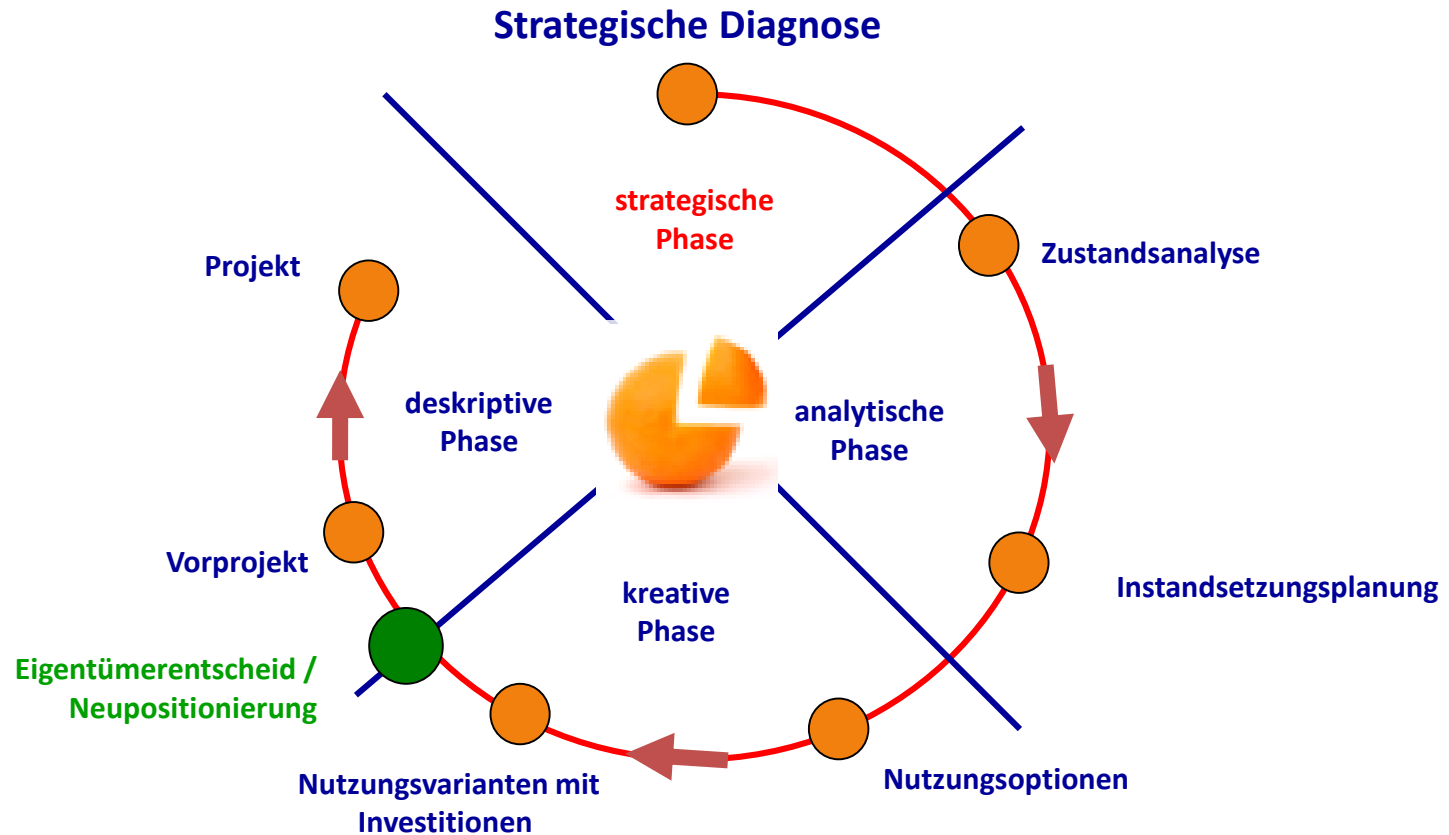 Strategische Diagnose
strategische
Phase
Zustandsanalyse
Projekt
deskriptive
Phase
analytische
Phase
Vorprojekt
kreative
Phase
Instandsetzungsplanung
Eigentümerentscheid /
Neupositionierung
Nutzungsvarianten mit
Investitionen
Nutzungsoptionen